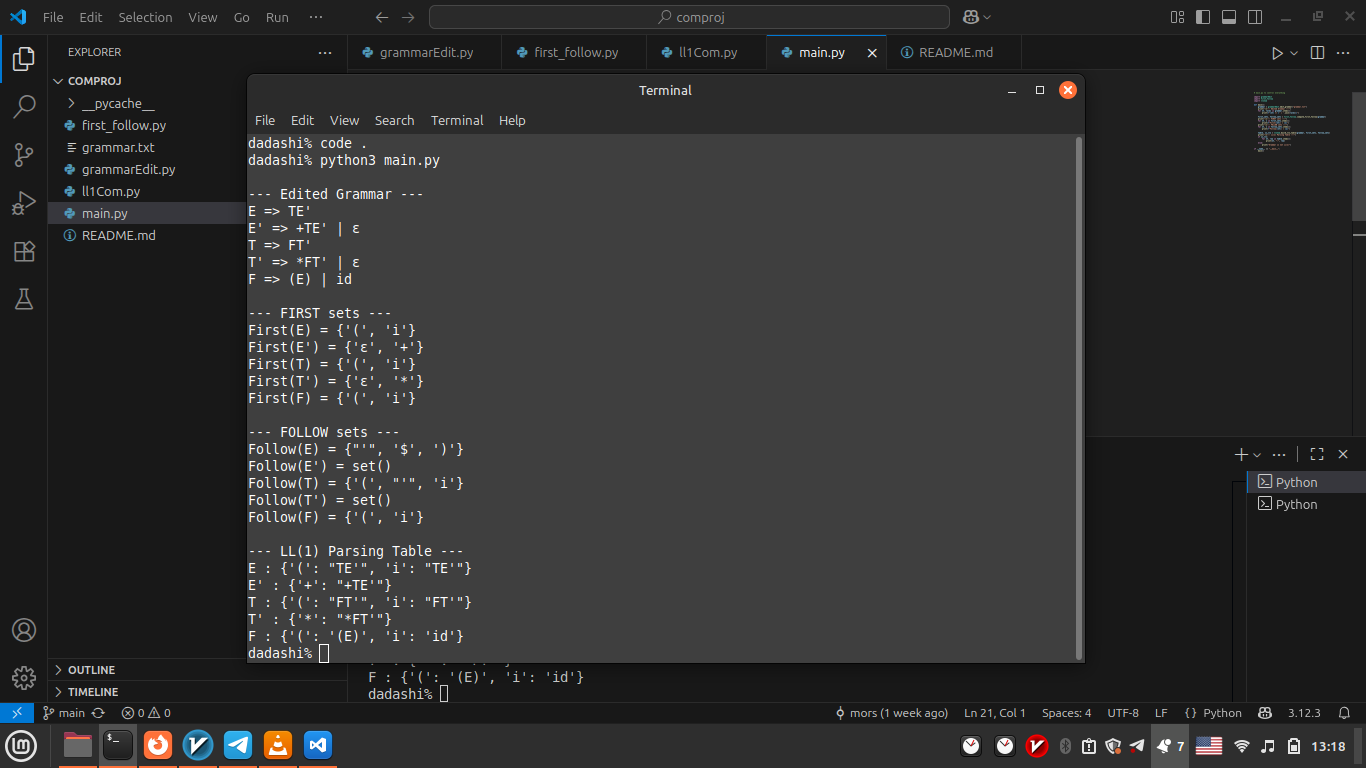 File Edit Selection View Go Run ··· comproj
EXPLORER ···
COMPROJ
__pycache__
first_follow.py
grammar.txt
grammarEdit.py
ll1Com.py
main.py
README.md
OUTLINE
TIMELINE
grammarEdit.py first_follow.py ll1Com.py main.py README.md
Terminal
File Edit View Search Terminal Help
dadashi% code .
dadashi% python3 main.py
--- Edited Grammar ---
E => TE'
E' => +TE' | ε
T => FT'
T' => *FT' | ε
F => (E) | id
--- FIRST sets ---
First(E) = {'(', 'i'}
First(E') = {'ε', '+'}
First(T) = {'(', 'i'}
First(T') = {'ε', '*'}
First(F) = {'(', 'i'}
--- FOLLOW sets ---
Follow(E) = {"'", '$', ')'}
Follow(E') = set()
Follow(T) = {'(', "'", 'i'}
Follow(T') = set()
Follow(F) = {'(', 'i'}
--- LL(1) Parsing Table ---
E : {'(': "TE'", 'i': "TE'"}
E' : {'+': "+TE'"}
T : {'(': "FT'", 'i': "FT'"}
T' : {'*': "*FT'"}
F : {'(': '(E)', 'i': 'id'}
dadashi%
F : {'(': '(E)', 'i': 'id'}
dadashi%
Python
Python
main 0 0 mors (1 week ago) Ln 21, Col 1 Spaces: 4 UTF-8 LF {} Python 3.12.3
7 13:18